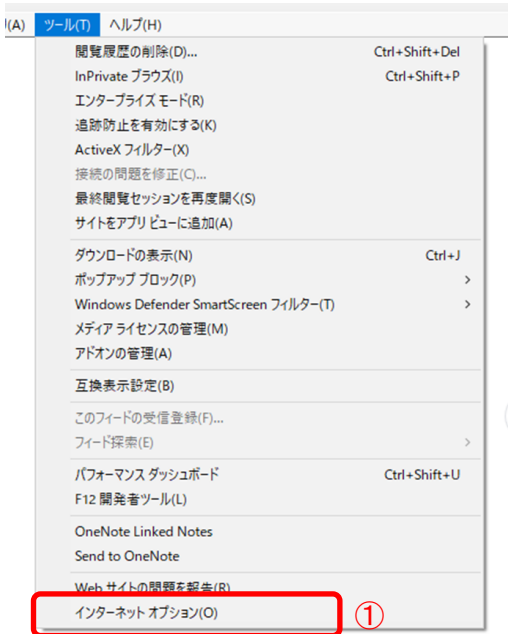 (A) ツール(T) ヘルプ(H)
閲覧履歴の削除(D)... Ctrl+Shift+Del
InPrivate ブラウズ(I) Ctrl+Shift+P
エンタープライズ モード(R)
追跡防止を有効にする(K)
ActiveX フィルター(X)
接続の問題を修正(C)...
最終閲覧セッションを再度開く(S)
サイトをアプリ ビューに追加(A)
ダウンロードの表示(N) Ctrl+J
ポップアップ ブロック(P)
Windows Defender SmartScreen フィルター(T)
メディア ライセンスの管理(M)
アドオンの管理(A)
互換表示設定(B)
このフィードの受信登録(F)...
フィード探索(E)
パフォーマンス ダッシュボード Ctrl+Shift+U
F12 開発者ツール(L)
OneNote Linked Notes
Send to OneNote
Web サイトの問題を報告(R)
インターネット オプション(O) ①